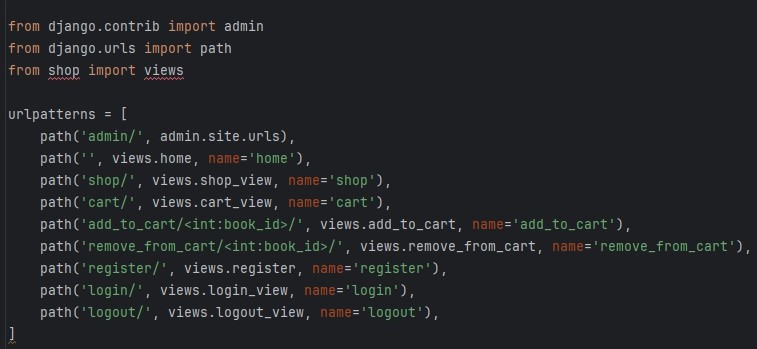 from django.contrib import admin
from django.urls import path
from shop import views
urlpatterns = [
    path('admin/', admin.site.urls),
    path('', views.home, name='home'),
    path('shop/', views.shop_view, name='shop'),
    path('cart/', views.cart_view, name='cart'),
    path('add_to_cart/<int:book_id>/', views.add_to_cart, name='add_to_cart'),
    path('remove_from_cart/<int:book_id>/', views.remove_from_cart, name='remove_from_cart'),
    path('register/', views.register, name='register'),
    path('login/', views.login_view, name='login'),
    path('logout/', views.logout_view, name='logout'),
]